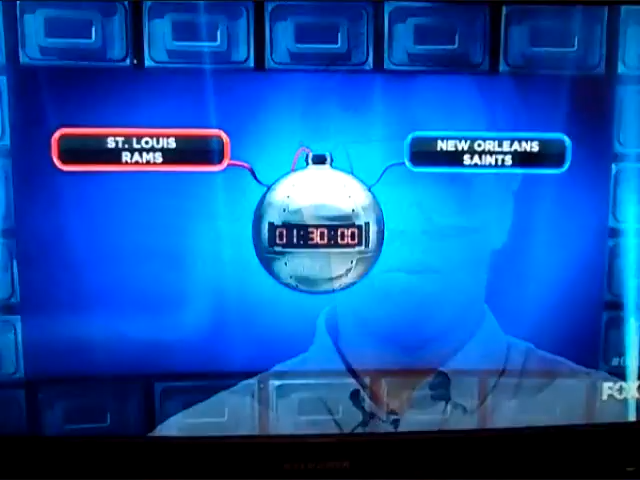 ST. LOUIS
RAMS
NEW ORLEANS
SAINTS
01:30:00
FOX